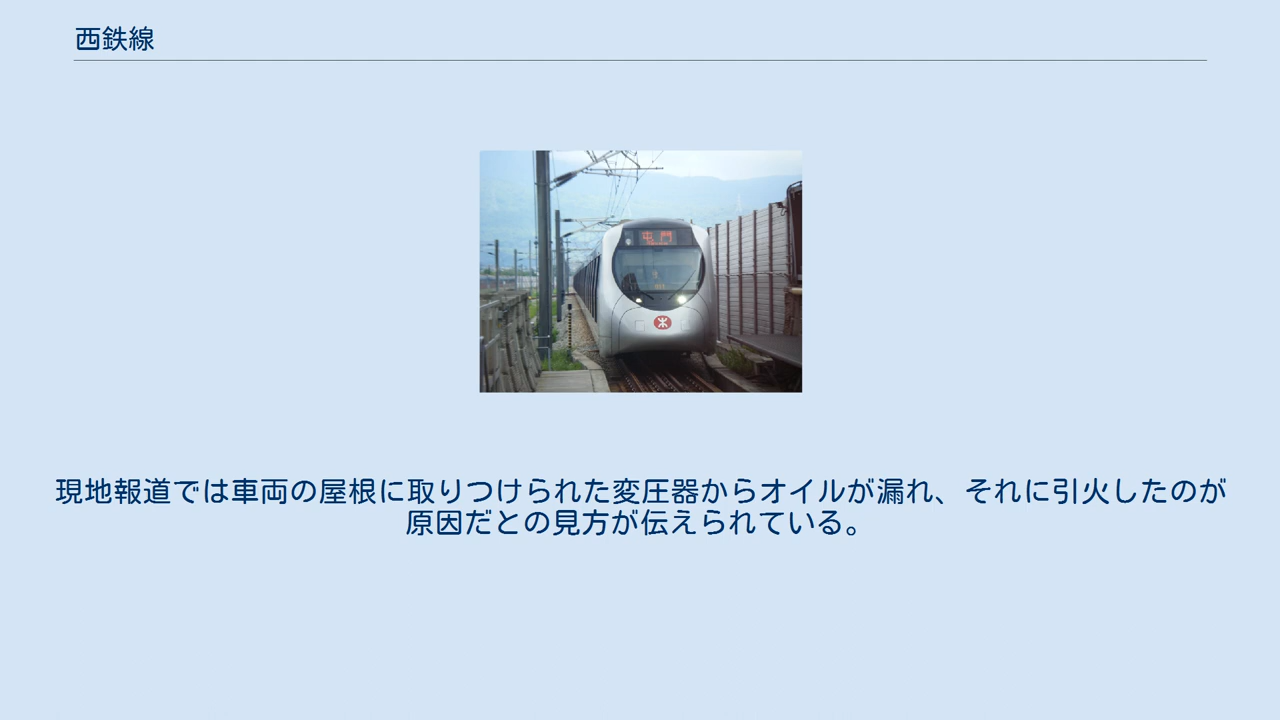 西鉄線
屯門
現地報道では車両の屋根に取りつけられた変圧器からオイルが漏れ、それに引火したのが
原因だとの見方が伝えられている。